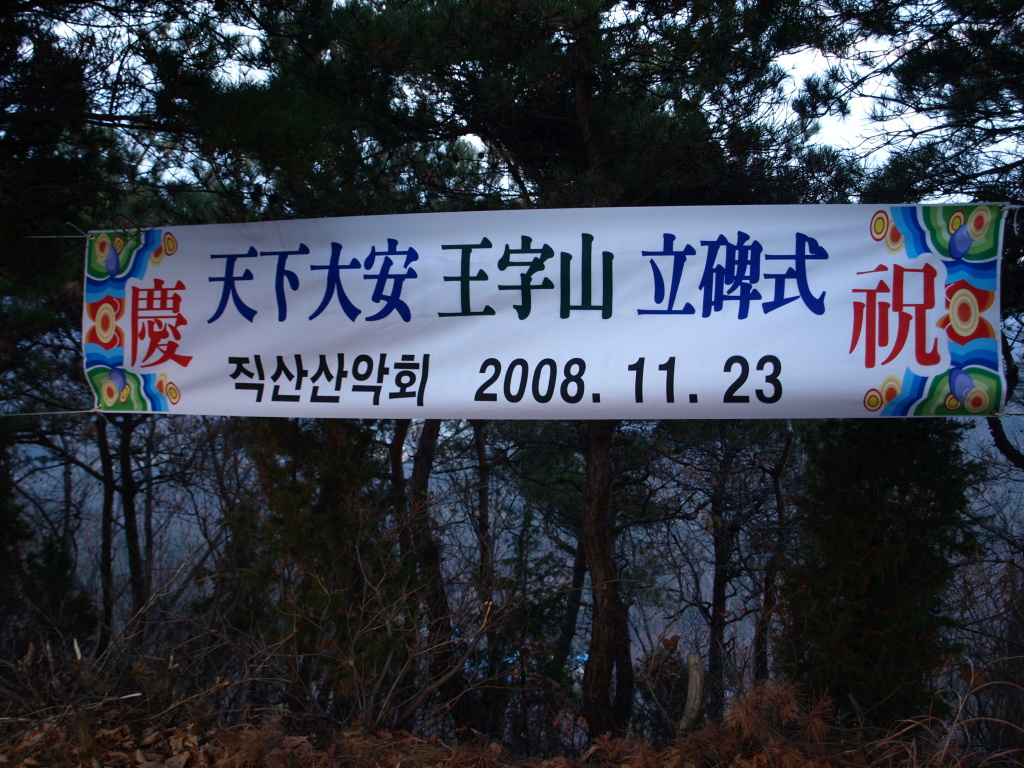 慶 天下大安 王字山 立碑式 祝
직산산악회 2008. 11. 23